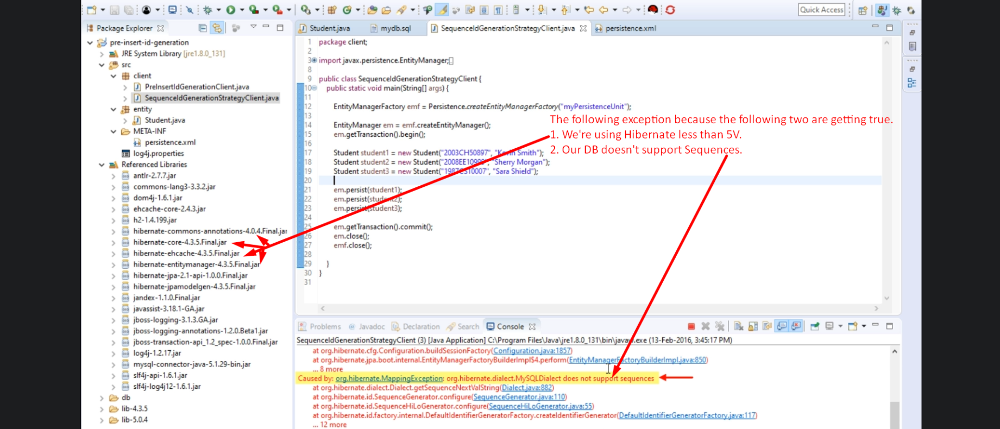 Quick Access
Package Explorer
pre-insert-id-generation
JRE System Library [jre1.8.0_131]
src
client
PreInsertIdGenerationClient.java
SequenceIdGenerationStrategyClient.java
entity
Student.java
META-INF
persistence.xml
log4j.properties
Referenced Libraries
antlr-2.7.7.jar
commons-lang3-3.3.2.jar
dom4j-1.6.1.jar
ehcache-core-2.4.3.jar
h2-1.4.199.jar
hibernate-commons-annotations-4.0.4.Final.jar
hibernate-core-4.3.5.Final.jar
hibernate-ehcache-4.3.5.Final.jar
hibernate-entitymanager-4.3.5.Final.jar
hibernate-jpa-2.1-api-1.0.0.Final.jar
hibernate-jpamodelgen-4.3.5.Final.jar
jandex-1.1.0.Final.jar
javassist-3.18.1-GA.jar
jboss-logging-3.1.3.GA.jar
jboss-logging-annotations-1.2.0.Beta1.jar
jboss-transaction-api_1.2_spec-1.0.0.Final.jar
log4j-1.2.17.jar
mysql-connector-java-5.1.29-bin.jar
slf4j-api-1.6.1.jar
slf4j-log4j12-1.6.1.jar
db
lib-4.3.5
lib-5.0.4
Student.java mydb.sql SequenceIdGenerationStrategyClient.java persistence.xml
1 package client;
2
3 import javax.persistence.EntityManager;
8
9 public class SequenceIdGenerationStrategyClient {
10 public static void main(String[] args) {
11
12 EntityManagerFactory emf = Persistence.createEntityManagerFactory("myPersistenceUnit");
13
14 EntityManager em = emf.createEntityManager();
15 em.getTransaction().begin();
16
17 Student student1 = new Student("2003CH50897", "Kevin Smith");
18 Student student2 = new Student("2008EE10999", "Sherry Morgan");
19 Student student3 = new Student("1987CS10007", "Sara Shield");
20
21 em.persist(student1);
22 em.persist(student2);
23 em.persist(student3);
24
25 em.getTransaction().commit();
26 em.close();
27 emf.close();
28
29 }
30 }
31
The following exception because the following two are getting true.
1. We're using Hibernate less than 5V.
2. Our DB doesn't support Sequences.
Problems Javadoc Declaration Search Console
SequenceIdGenerationStrategyClient (3) [Java Application] C:\Program Files\Java\jre1.8.0_131\bin\javaw.exe (13-Feb-2016, 3:45:17 PM)
at org.hibernate.cfg.Configuration.buildSessionFactory(Configuration.java:1857)
at org.hibernate.jpa.boot.internal.EntityManagerFactoryBuilderImpl$4.perform(EntityManagerFactoryBuilderImpl.java:850)
... 8 more
Caused by: org.hibernate.MappingException: org.hibernate.dialect.MySQLDialect does not support sequences
at org.hibernate.dialect.Dialect.getSequenceNextValString(Dialect.java:882)
at org.hibernate.id.SequenceGenerator.configure(SequenceGenerator.java:110)
at org.hibernate.id.SequenceHiLoGenerator.configure(SequenceHiLoGenerator.java:55)
at org.hibernate.id.factory.internal.DefaultIdentifierGeneratorFactory.createIdentifierGenerator(DefaultIdentifierGeneratorFactory.java:117)
... 12 more